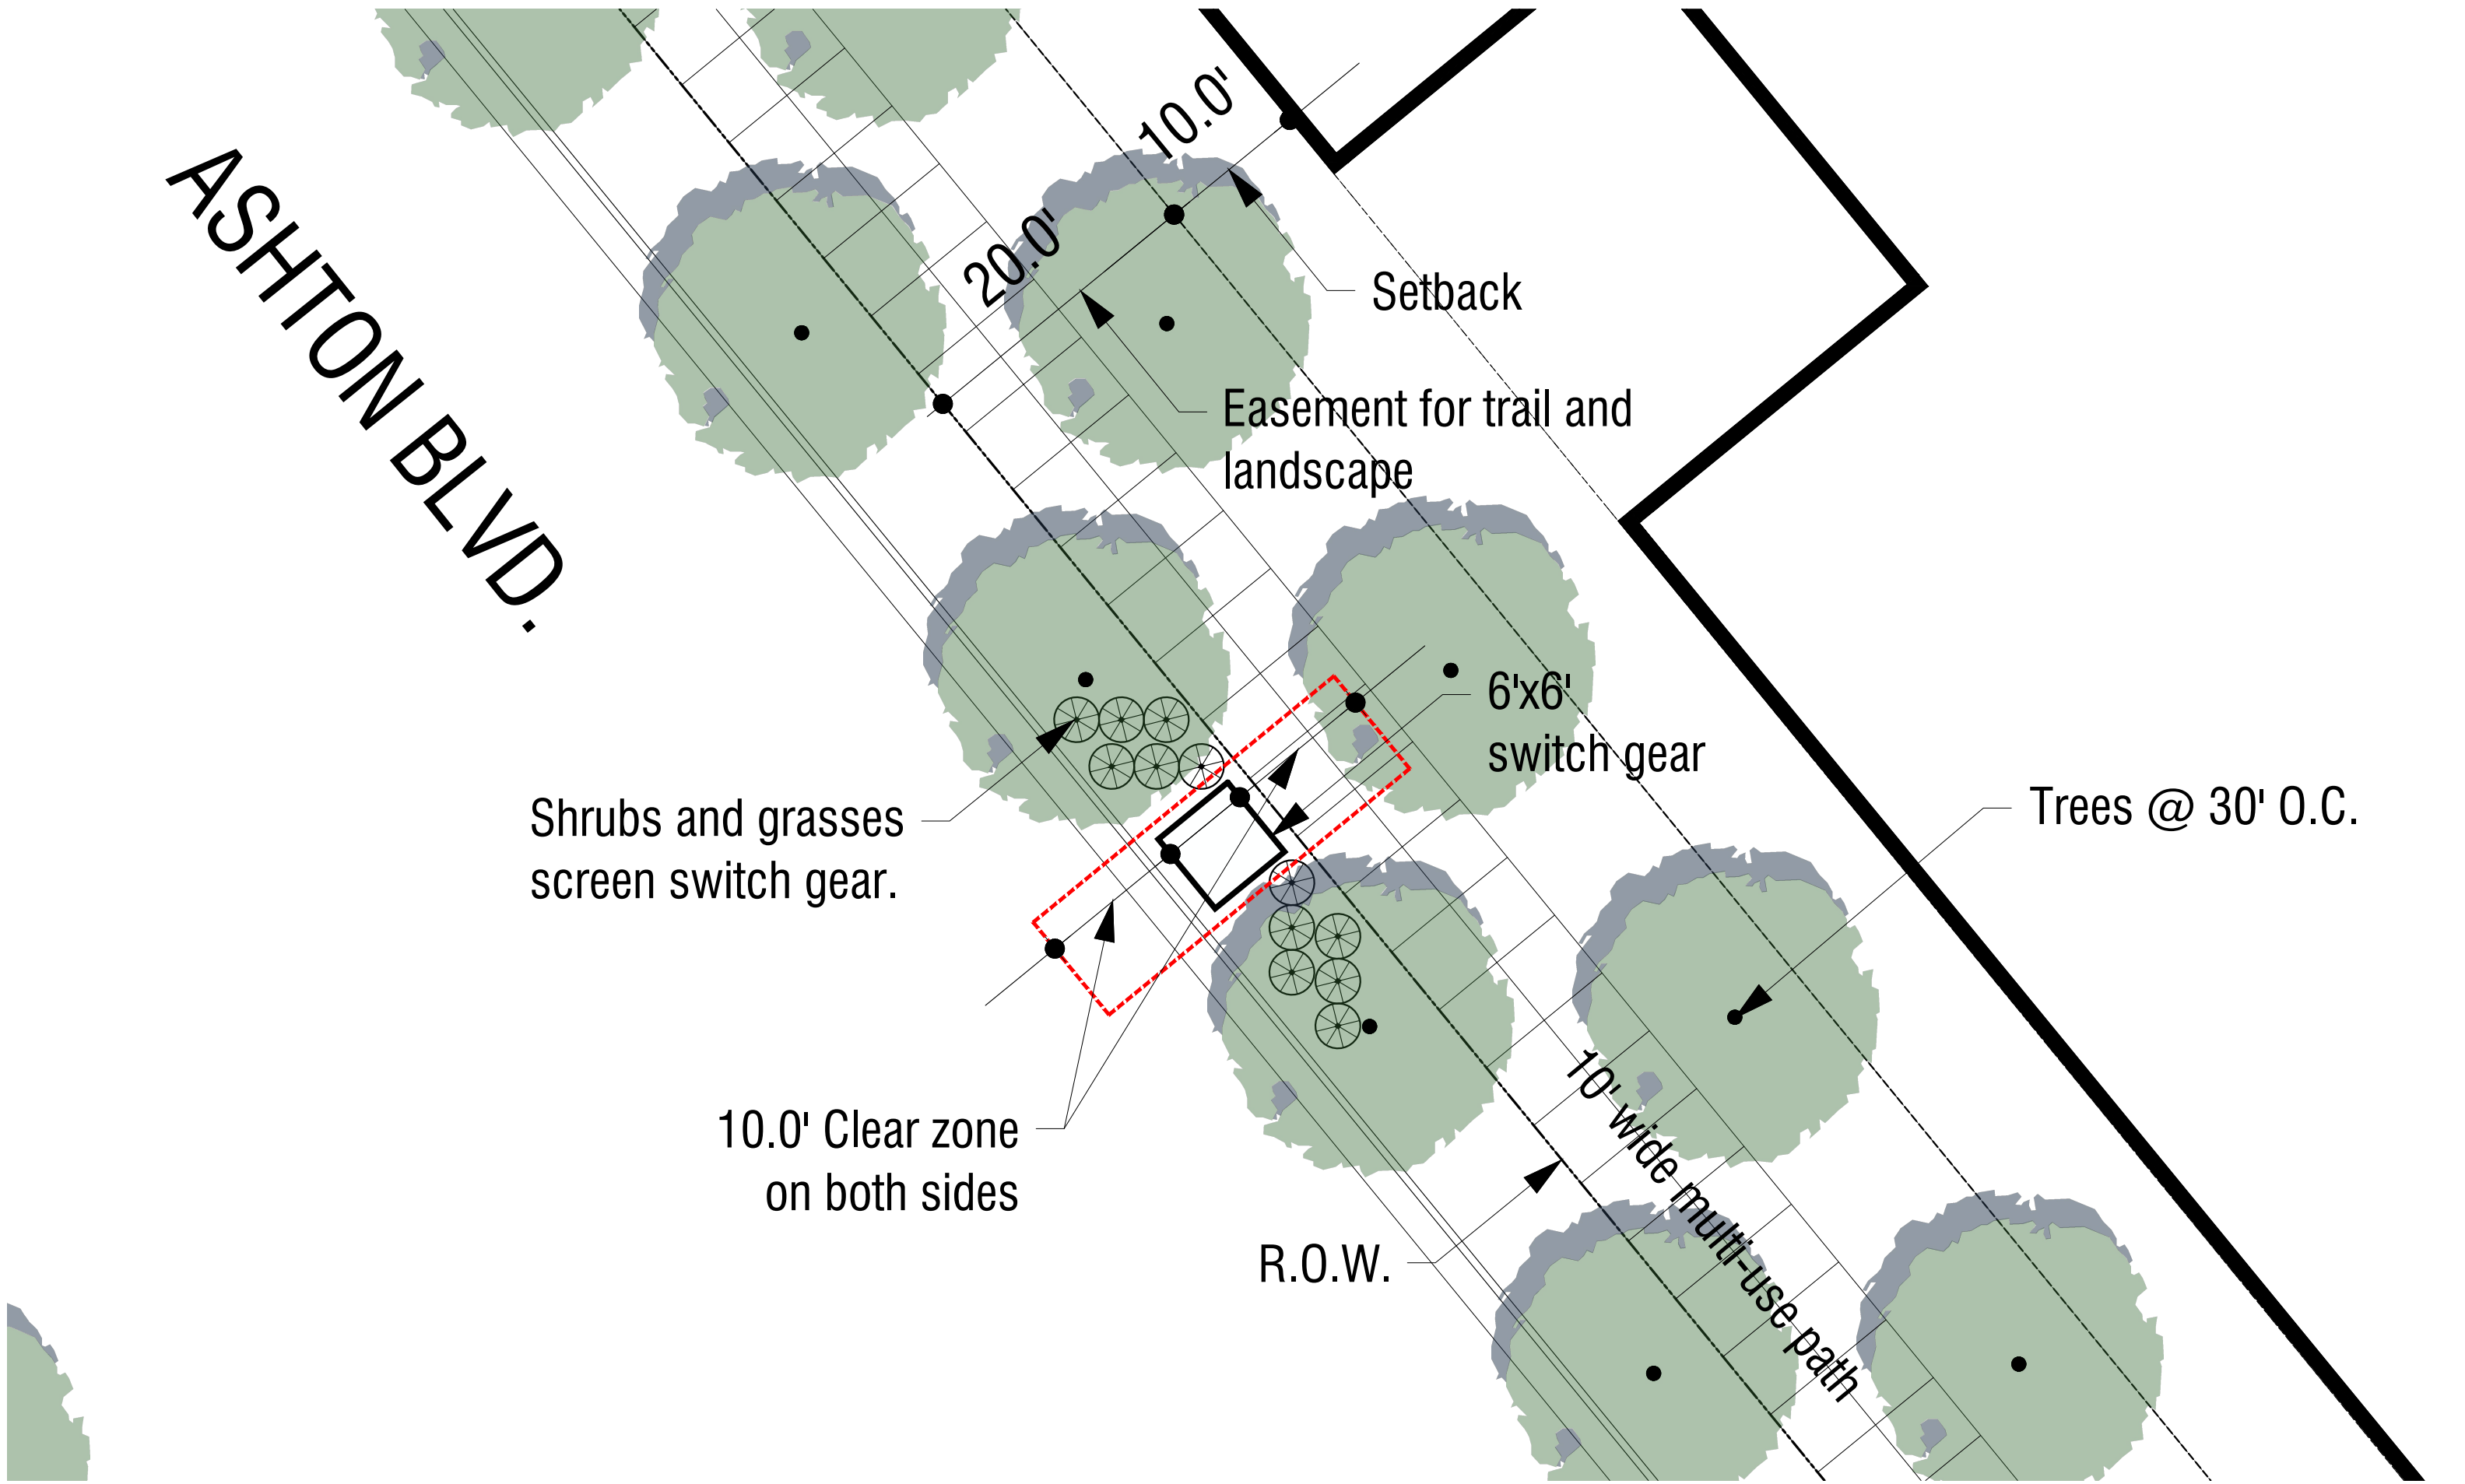 ASHTON BLVD.
10.0'
20.0'
Setback
Easement for trail and
landscape
6'x6'
switch gear
Shrubs and grasses
screen switch gear.
Trees @ 30' O.C.
10.0' Clear zone
on both sides
R.O.W.
10' wide multi-use path